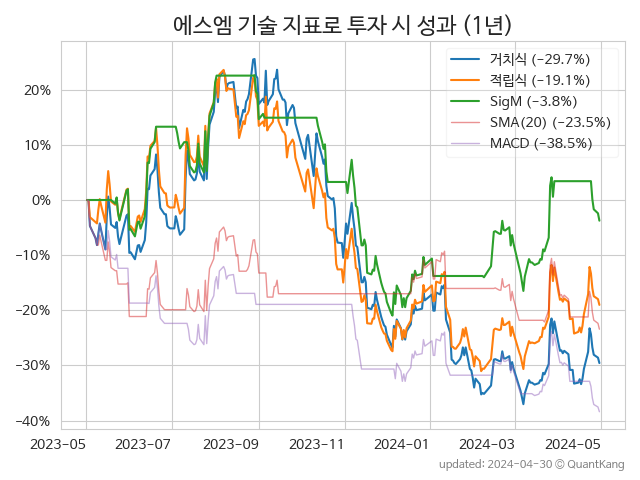 에스엠 기술 지표로 투자 시 성과 (1년)
거치식 (−29.7%)
적립식 (−19.1%)
SigM (−3.8%)
SMA(20) (−23.5%)
MACD (−38.5%)
20%
10%
0%
−10%
−20%
−30%
−40%
2023-05
2023-07
2023-09
2023-11
2024-01
2024-03
2024-05
updated: 2024-04-30 © QuantKang